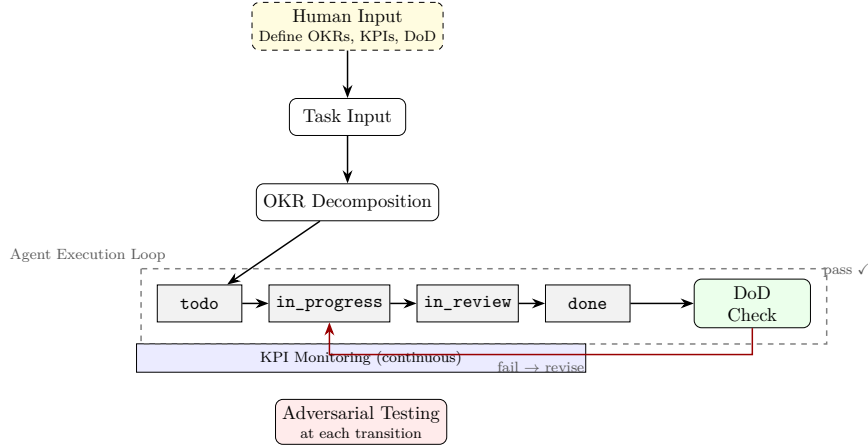 Human Input
Define OKRs, KPIs, DoD
Task Input
OKR Decomposition
Agent Execution Loop
pass ✓
todo
in_progress
in_review
done
DoD
Check
KPI Monitoring (continuous)
fail → revise
Adversarial Testing
at each transition